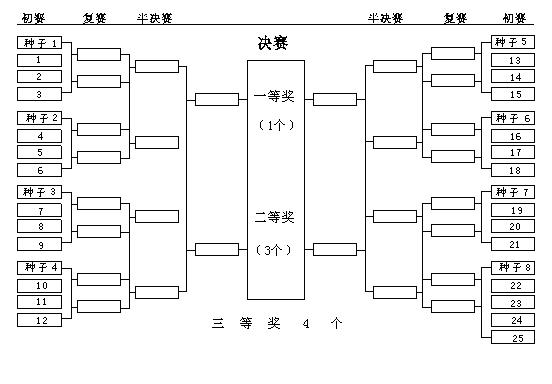 初赛 复赛 半决赛 半决赛 复赛 初赛
决赛
种子 1
1
2
3
种子 2
4
5
6
种子 3
7
8
9
种子 4
10
11
12
一等奖
（1个）
二等奖
（3个）
三 等 奖 4 个
种子 5
13
14
15
种子 6
16
17
18
种子 7
19
20
21
种子 8
22
23
24
25